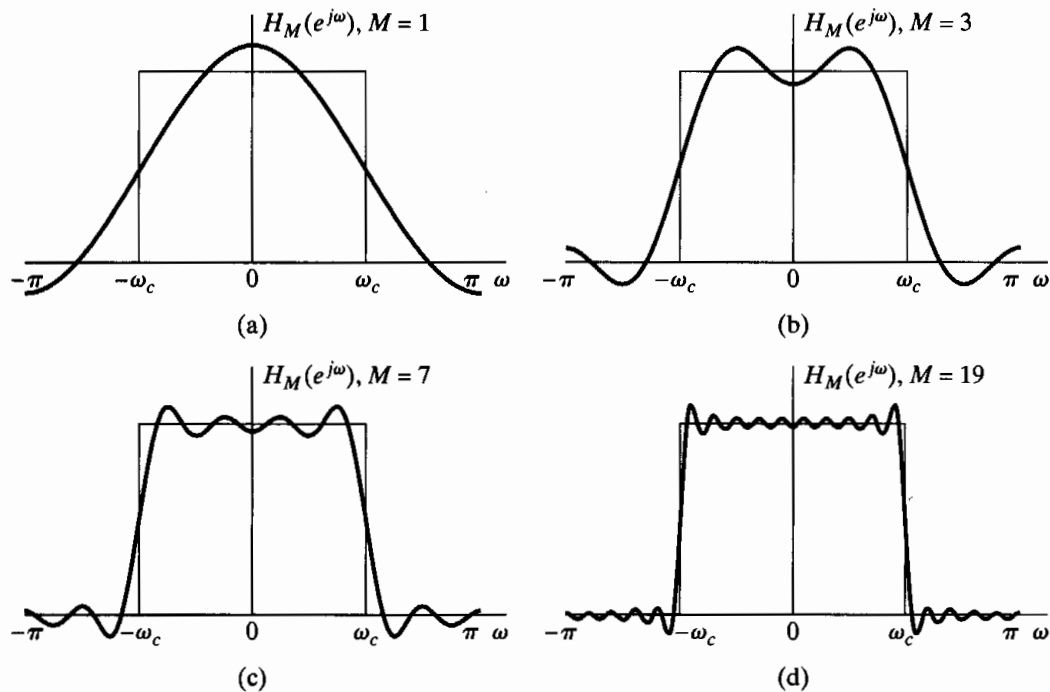 H_M(e^{jω}), M = 1
−π −ω_c 0 ω_c π ω
(a)
H_M(e^{jω}), M = 3
−π −ω_c 0 ω_c π ω
(b)
H_M(e^{jω}), M = 7
−π −ω_c 0 ω_c π ω
(c)
H_M(e^{jω}), M = 19
−π −ω_c 0 ω_c π ω
(d)